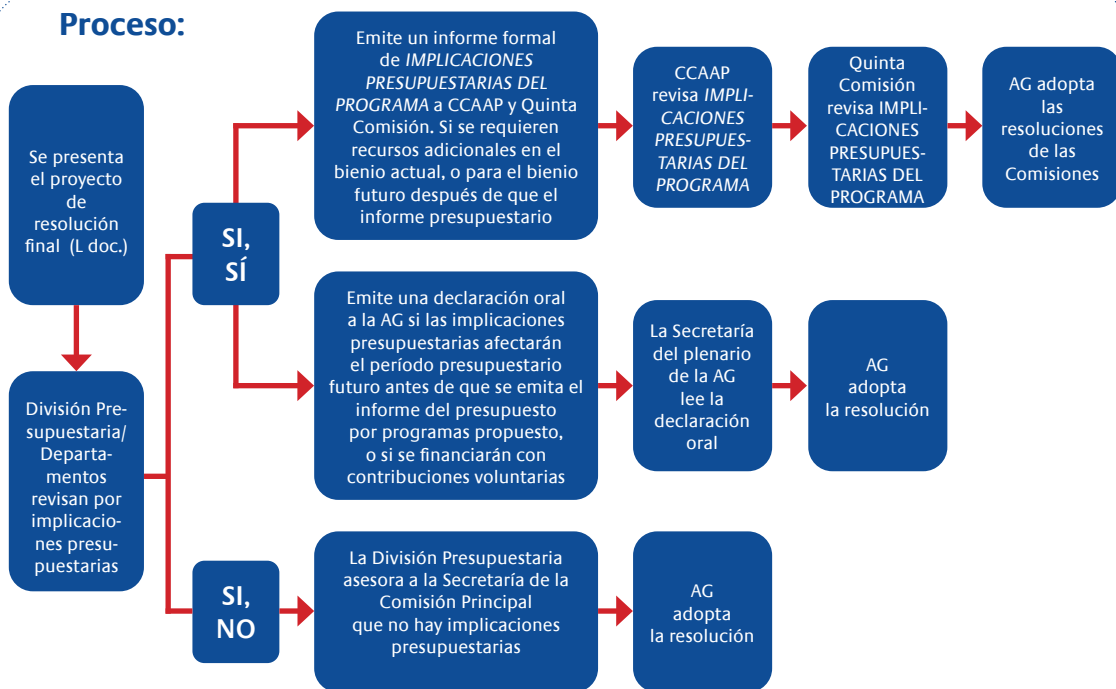 Proceso:
Se presenta
el proyecto
de
resolución
final (L doc.)
División Pre-
supuestaria/
Departa-
mentos
revisan por
implicacio-
nes presu-
puestarias
SI,
SÍ
Emite un informe formal
de IMPLICACIONES
PRESUPUESTARIAS DEL
PROGRAMA a CCAAP y Quinta
Comisión. Si se requieren
recursos adicionales en el
bienio actual, o para el bienio
futuro después de que el
informe presupuestario
CCAAP
revisa IMPLI-
CACIONES
PRESUPUES-
TARIAS DEL
PROGRAMA
Quinta
Comisión
revisa IMPLI-
CACIONES
PRESUPUES-
TARIAS DEL
PROGRAMA
AG adopta
las
resoluciones
de las
Comisiones
Emite una declaración oral
a la AG si las implicaciones
presupuestarias afectarán
el período presupuestario
futuro antes de que se emita el
informe del presupuesto
por programas propuesto,
o si se financiarán con
contribuciones voluntarias
La Secretaría
del plenario
de la AG
lee la
declaración
oral
AG
adopta
la resolución
SI,
NO
La División Presupuestaria
asesora a la Secretaría de la
Comisión Principal
que no hay implicaciones
presupuestarias
AG
adopta
la resolución